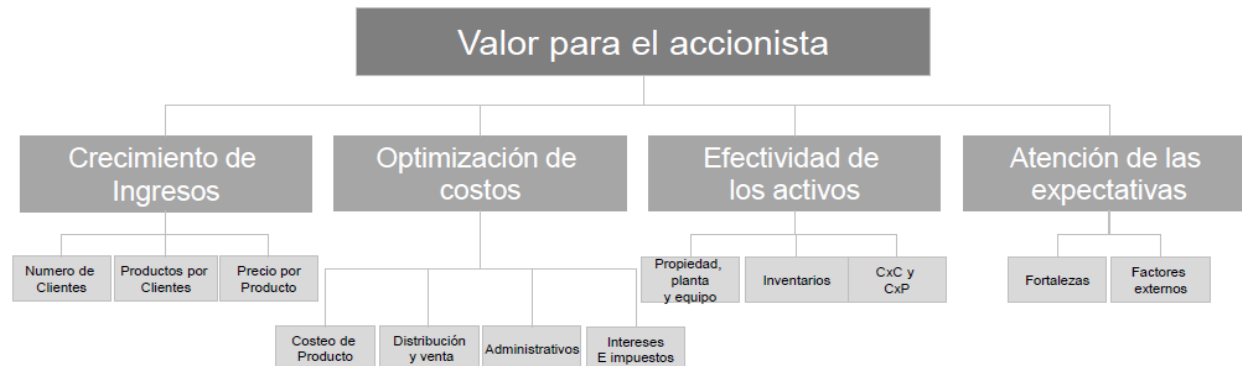 Valor para el accionista
Crecimiento de
Ingresos
Optimización de
costos
Efectividad de
los activos
Atención de las
expectativas
Numero de
Clientes
Productos por
Clientes
Precio por
Producto
Propiedad,
planta
y equipo
Inventarios
CxC y
CxP
Fortalezas
Factores
externos
Costeo de
Producto
Distribución
y venta
Administrativos
Intereses
E impuestos